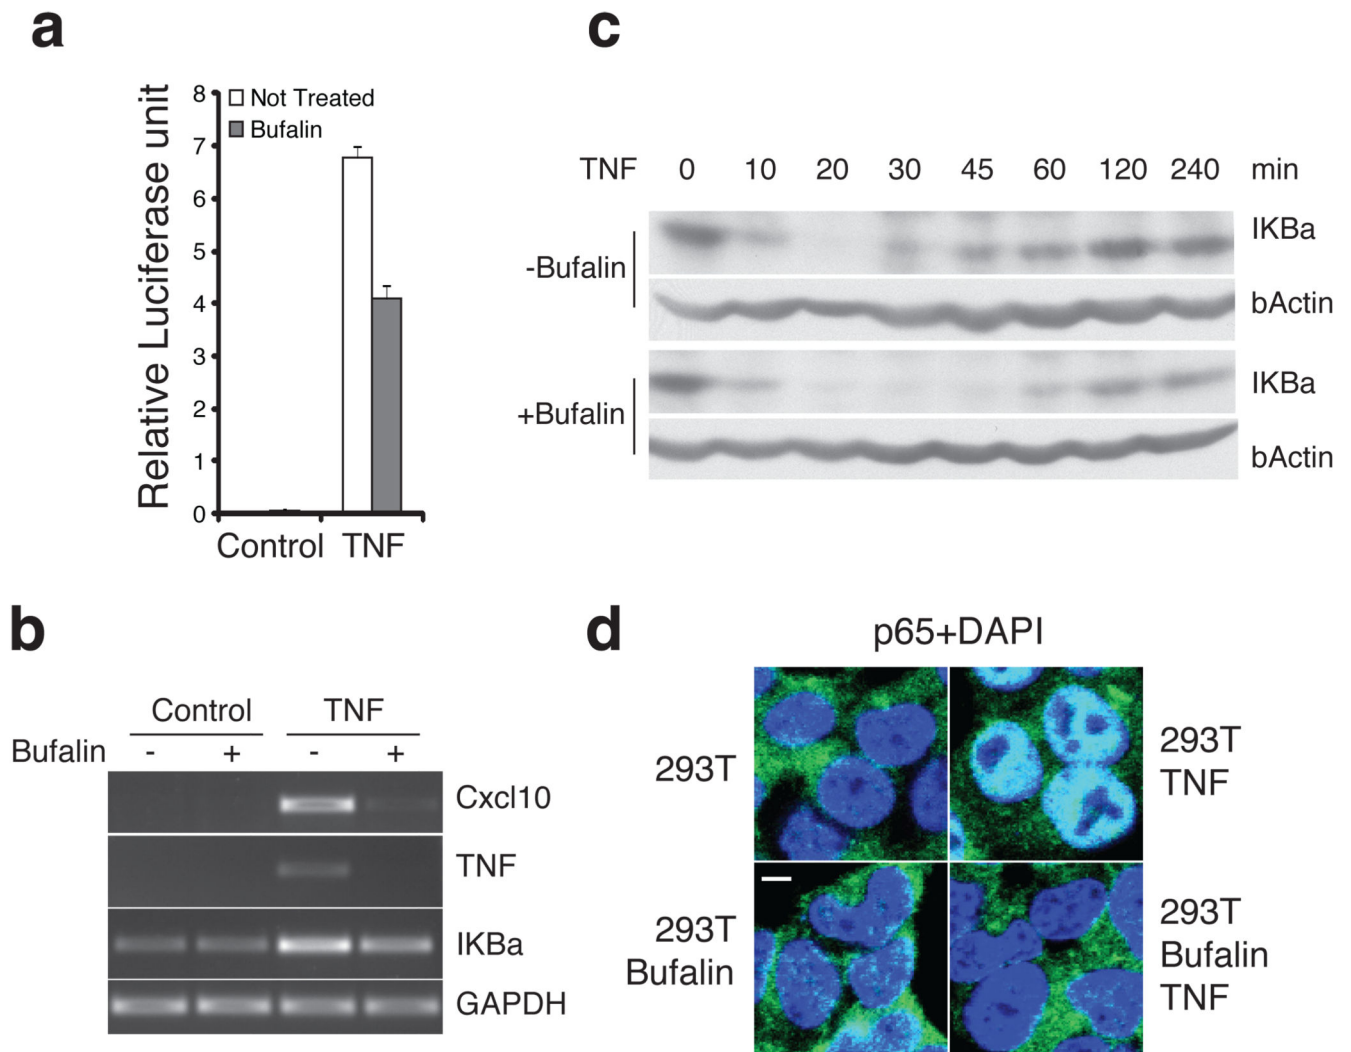 a
Relative Luciferase unit
8
7
6
5
4
3
2
1
0
Not Treated
Bufalin
Control TNF
b
Control TNF
Bufalin - + - +
Cxcl10
TNF
IKBa
GAPDH
c
TNF 0 10 20 30 45 60 120 240 min
-Bufalin
IKBa
bActin
+Bufalin
IKBa
bActin
d
p65+DAPI
293T
293T
TNF
293T
Bufalin
293T
Bufalin
TNF